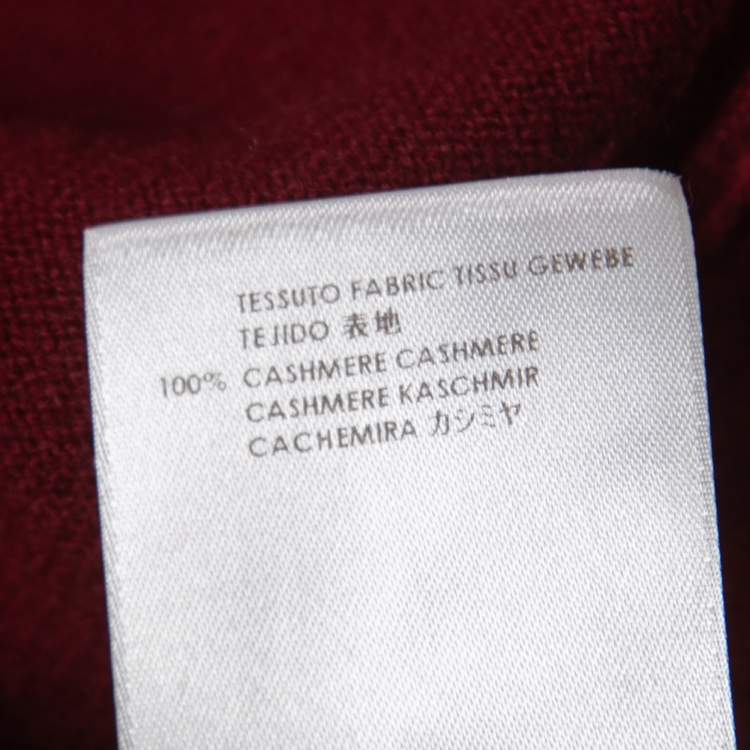 TESSUTO FABRIC TISSU GEWEBE
TEJIDO 表地
100% CASHMERE CASHMERE
CASHMERE KASCHMIR
CACHEMIRA カシミヤ